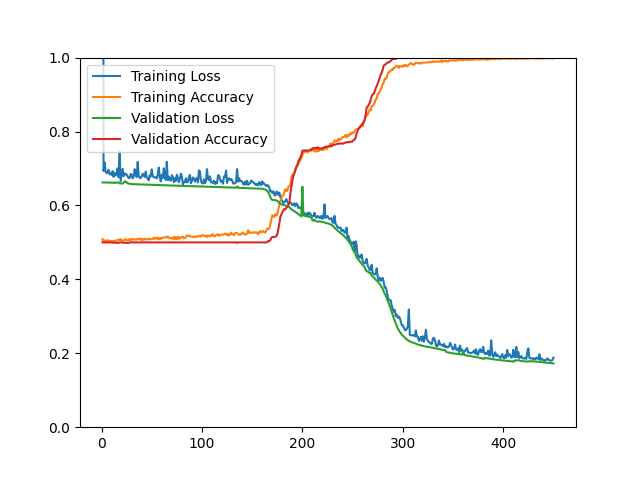 1.0
0.8
0.6
0.4
0.2
0.0
Training Loss
Training Accuracy
Validation Loss
Validation Accuracy
0 100 200 300 400